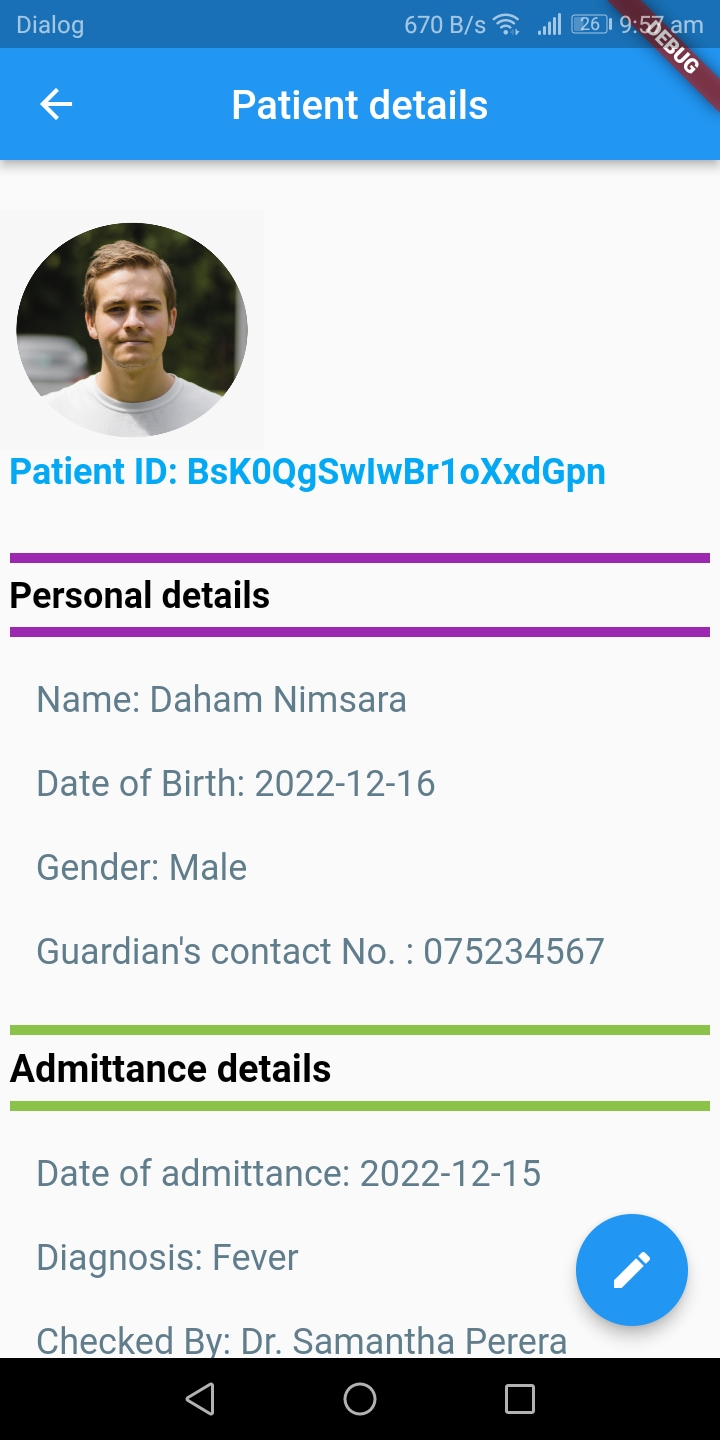 Dialog 670 B/s 26 9:57 am
DEBUG
Patient details
Patient ID: BsK0QgSwIwBr1oXxdGpn
Personal details
Name: Daham Nimsara
Date of Birth: 2022-12-16
Gender: Male
Guardian's contact No. : 075234567
Admittance details
Date of admittance: 2022-12-15
Diagnosis: Fever
Checked By: Dr. Samantha Perera